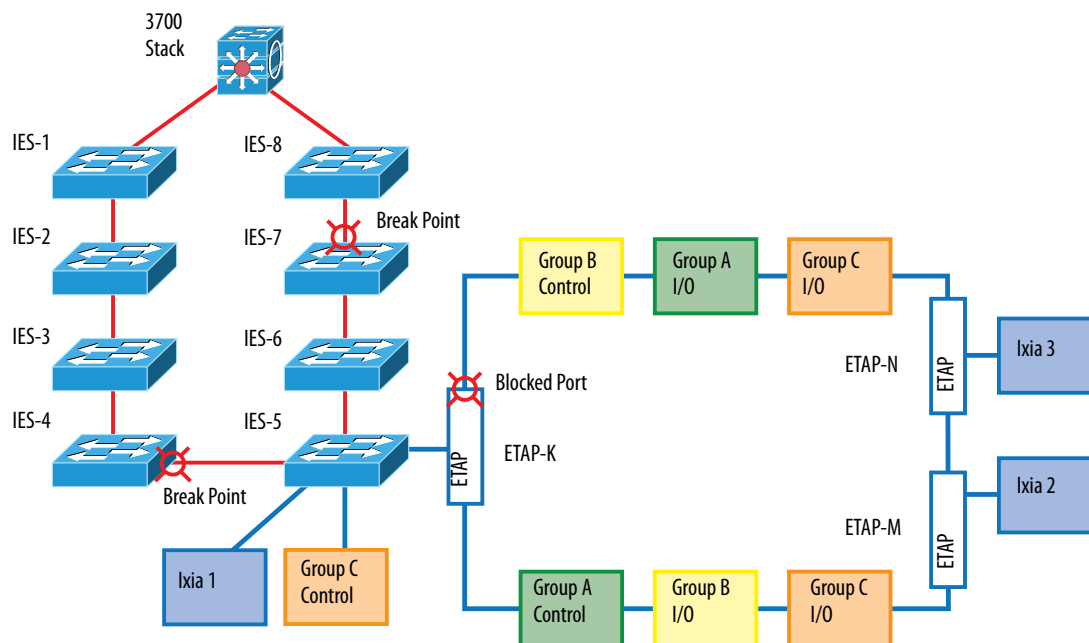 3700
Stack
IES-1
IES-8
IES-2
IES-7
Break Point
Group B
Control
Group A
I/O
Group C
I/O
IES-3
IES-6
ETAP-N
ETAP
Ixia 3
Blocked Port
IES-4
IES-5
ETAP
ETAP-K
Break Point
Ixia 2
ETAP-M
ETAP
Ixia 1
Group C
Control
Group A
Control
Group B
I/O
Group C
I/O